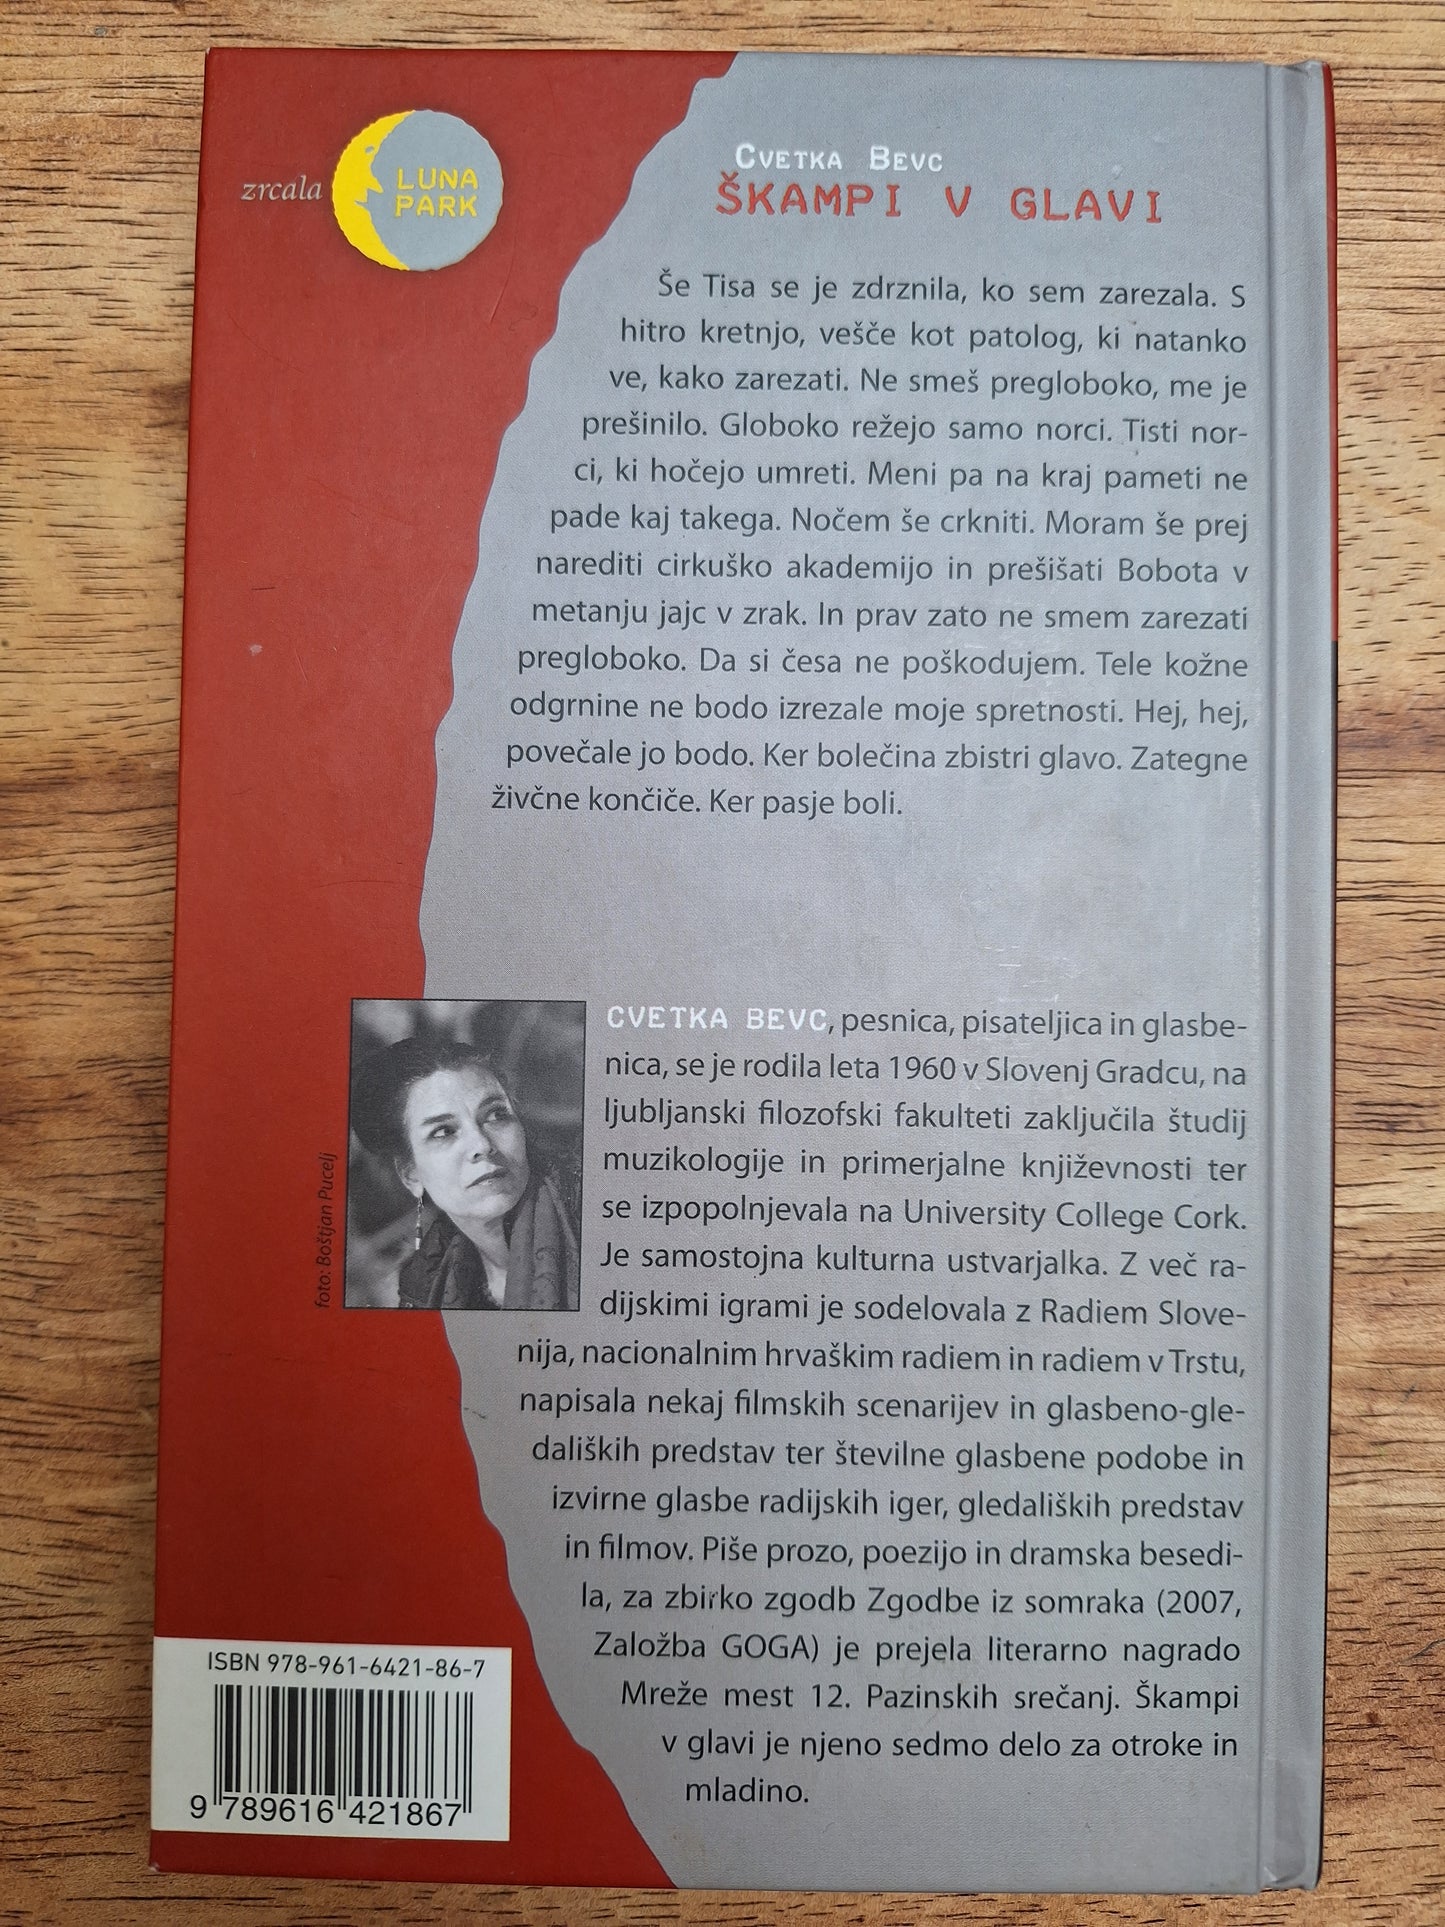 zrcala
LUNA
PARK
CVETKA BEVC
ŠKAMPI V GLAVI
Še Tisa se je zdrznila, ko sem zarezala. S
hitro kretnjo, vešče kot patolog, ki natanko
ve, kako zarezati. Ne smeš pregloboko, me je
prešinilo. Globoko režejo samo norci. Tisti nor-
ci, ki hočejo umreti. Meni pa na kraj pameti ne
pade kaj takega. Nočem še crkniti. Moram še prej
narediti cirkuško akademijo in prešišati Bobota v
metanju jajc v zrak. In prav zato ne smem zarezati
pregloboko. Da si česa ne poškodujem. Tele kožne
odgrnine ne bodo izrezale moje spretnosti. Hej, hej,
povečale jo bodo. Ker bolečina zbistri glavo. Zategne
živčne končiče. Ker pasje boli.
CVETKA BEVC, pesnica, pisateljica in glasbe-
nica, se je rodila leta 1960 v Slovenj Gradcu, na
ljubljanski filozofski fakulteti zaključila študij
muzikologije in primerjalne književnosti ter
se izpopolnjevala na University College Cork.
Je samostojna kulturna ustvarjalka. Z več ra-
dijskimi igrami je sodelovala z Radiem Slove-
nija, nacionalnim hrvaškim radiem in radiem v Trstu,
napisala nekaj filmskih scenarijev in glasbeno-gle-
daliških predstav ter številne glasbene podobe in
izvirne glasbe radijskih iger, gledaliških predstav
in filmov. Piše prozo, poezijo in dramska besedi-
la, za zbirko zgodb Zgodbe iz somraka (2007,
Založba GOGA) je prejela literarno nagrado
Mreže mest 12. Pazinskih srečanj. Škampi
v glavi je njeno sedmo delo za otroke in
mladino.
foto: Boštjan Pucelj
ISBN 978-961-6421-86-7
9 789616 421867